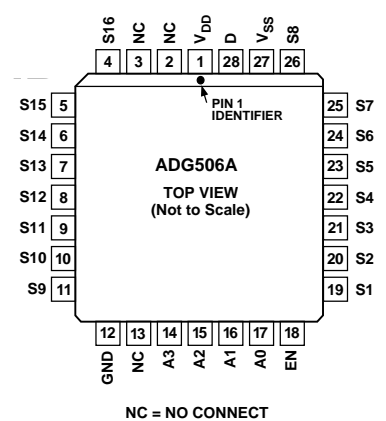 S16 NC NC VDD D VSS S8
4 3 2 1 28 27 26
PIN 1
IDENTIFIER
S15 5
S14 6
S13 7
S12 8
S11 9
S10 10
S9 11
ADG506A
TOP VIEW
(Not to Scale)
25 S7
24 S6
23 S5
22 S4
21 S3
20 S2
19 S1
12 13 14 15 16 17 18
GND NC A3 A2 A1 A0 EN
NC = NO CONNECT